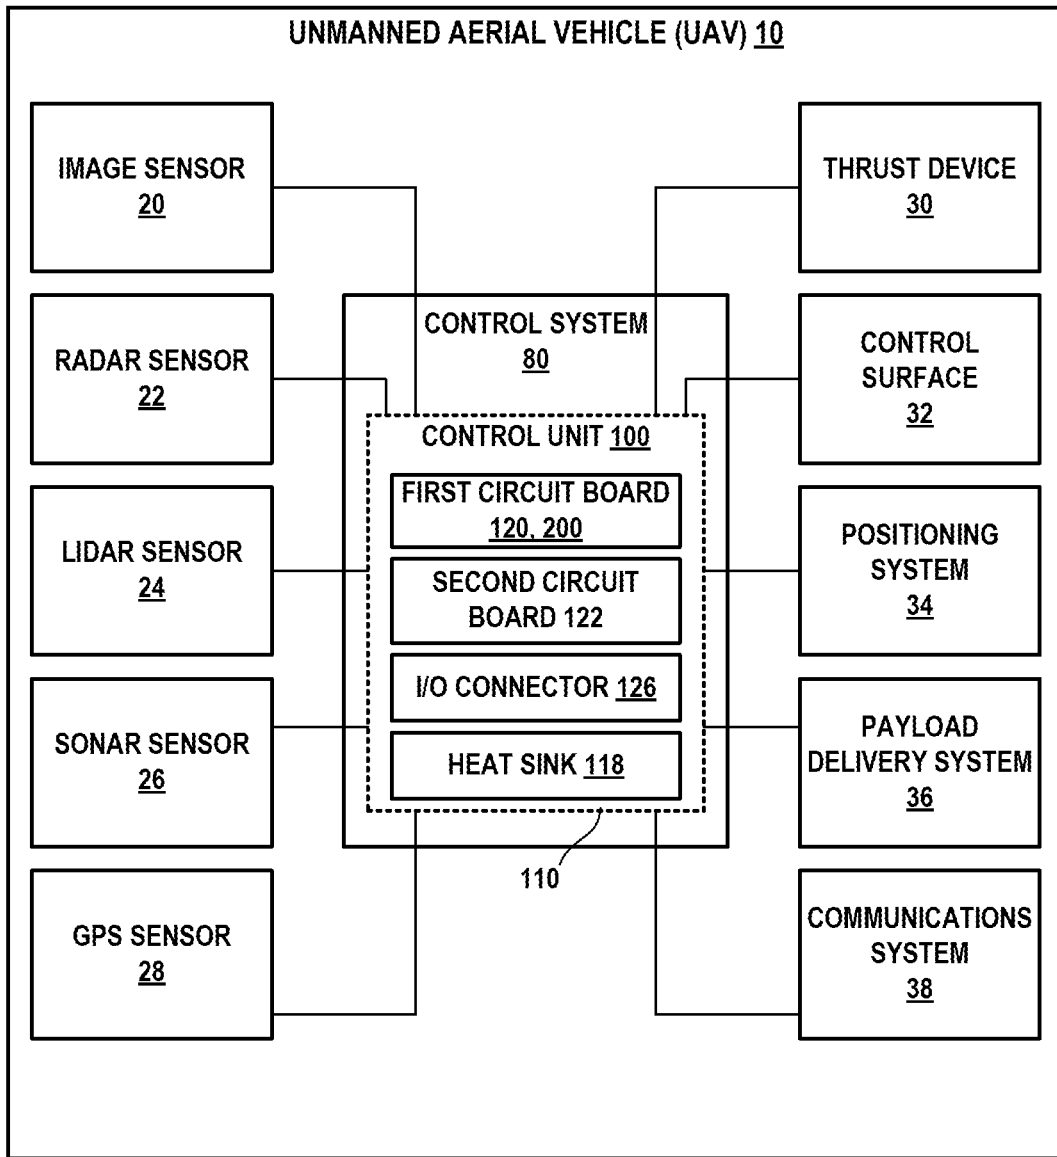 UNMANNED AERIAL VEHICLE (UAV) 10
IMAGE SENSOR
20
RADAR SENSOR
22
LIDAR SENSOR
24
SONAR SENSOR
26
GPS SENSOR
28
CONTROL SYSTEM
80
CONTROL UNIT 100
FIRST CIRCUIT BOARD
120, 200
SECOND CIRCUIT
BOARD 122
I/O CONNECTOR 126
HEAT SINK 118
110
THRUST DEVICE
30
CONTROL
SURFACE
32
POSITIONING
SYSTEM
34
PAYLOAD
DELIVERY SYSTEM
36
COMMUNICATIONS
SYSTEM
38